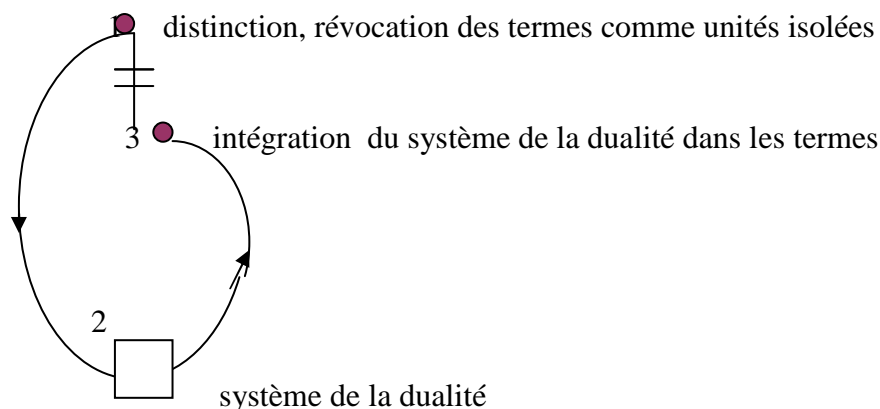 1 distinction, révocation des termes comme unités isolées
3 intégration du système de la dualité dans les termes
2
système de la dualité